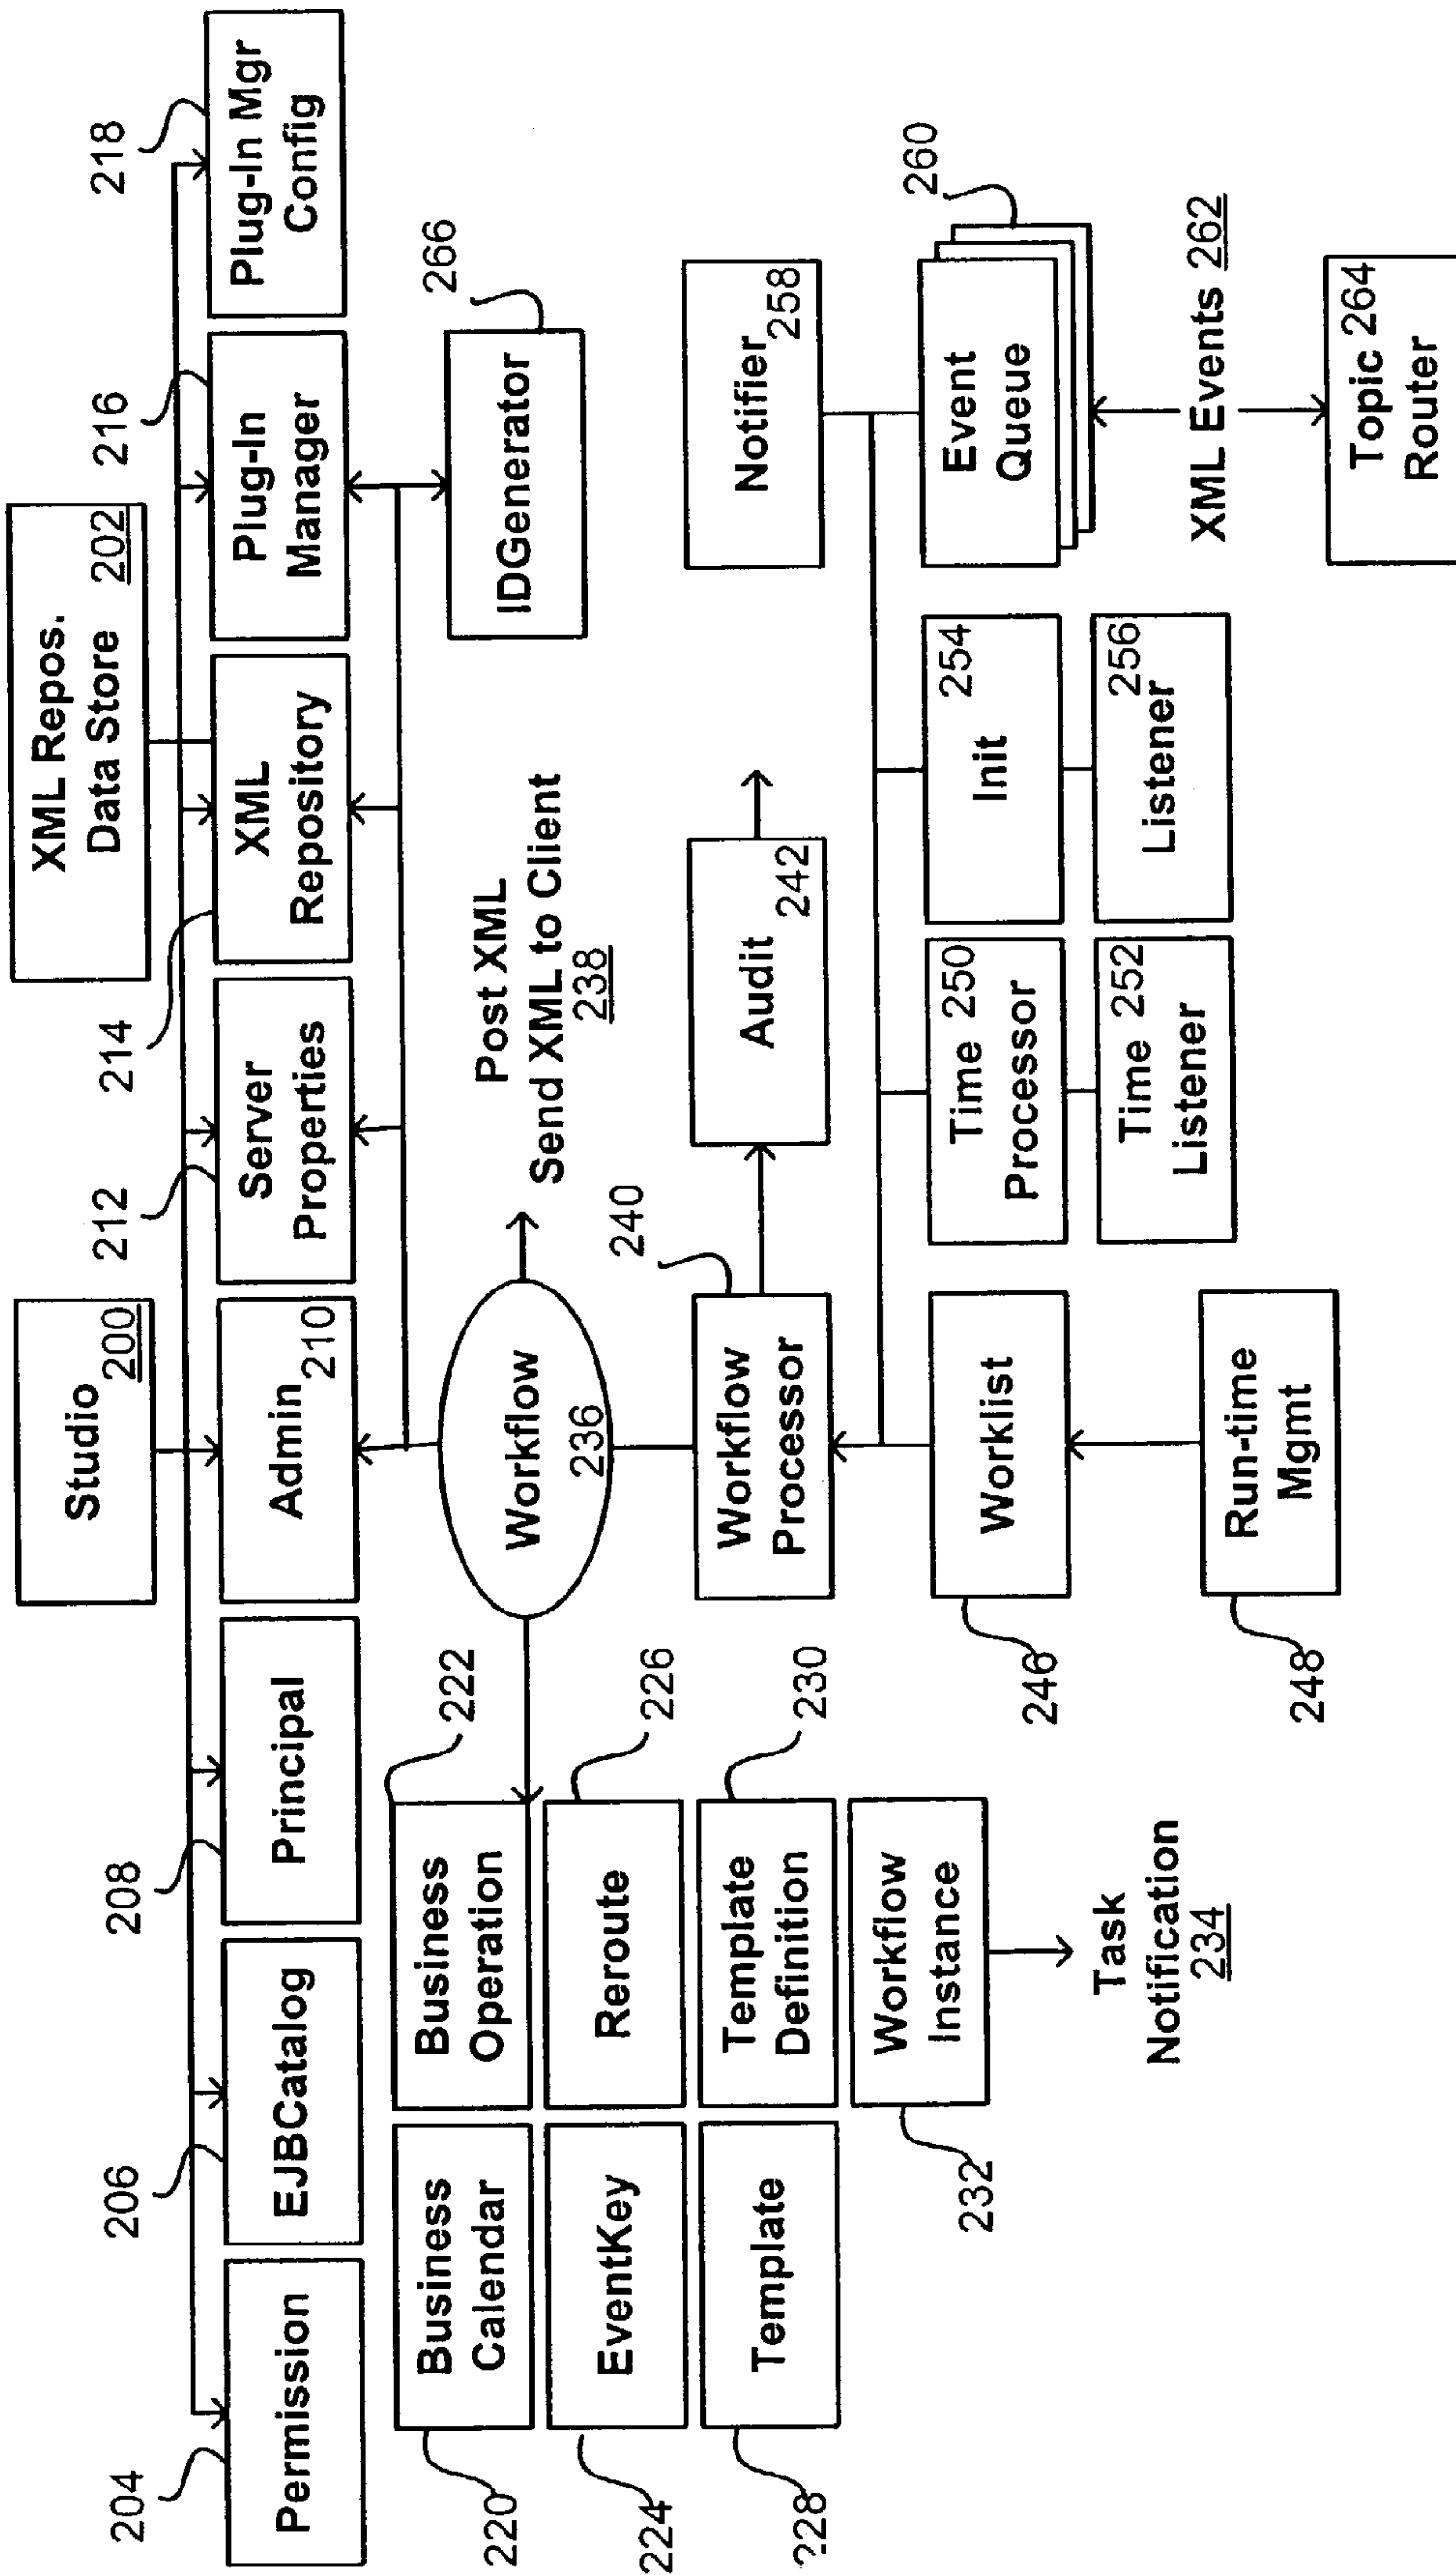 Studio
200
XML Repos.
Data Store 202
204
206
208
212
214
216
218
Permission
EJBCatalog
Principal
Admin
210
Server
Properties
XML
Repository
Plug-In
Manager
Plug-In Mgr
Config
266
IDGenerator
220
Business
Calendar
Business
Operation
222
224
EventKey
Reroute
226
228
Template
Template
Definition
230
232
Workflow
Instance
Task
Notification
234
Workflow
236
Post XML
Send XML to Client
238
240
Workflow
Processor
Audit
242
Notifier
258
246
Worklist
248
Run-time
Mgmt
Time 250
Processor
Time 252
Listener
Init
254
256
Listener
Event
Queue
260
XML Events 262
Topic 264
Router